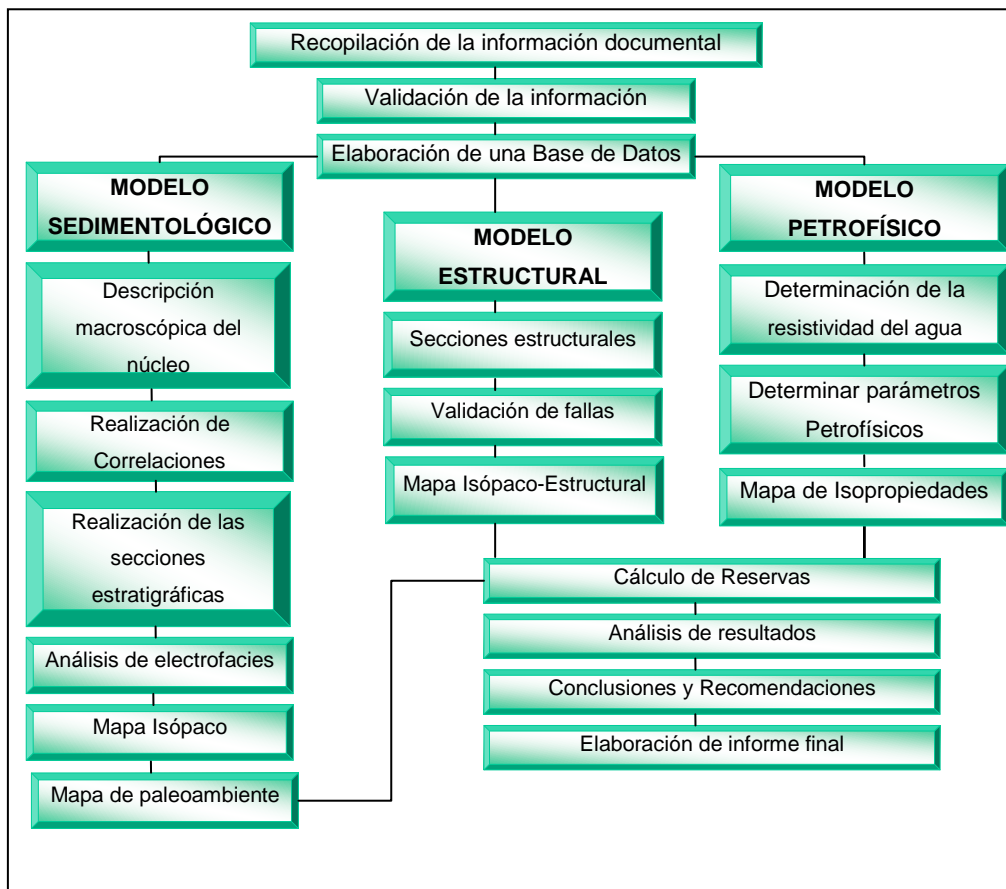 Recopilación de la información documental
Validación de la información
Elaboración de una Base de Datos
MODELO
SEDIMENTOLÓGICO
Descripción
macroscópica del
núcleo
Realización de
Correlaciones
Realización de las
secciones
estratigráficas
Análisis de electrofacies
Mapa Isópaco
Mapa de paleoambiente
MODELO
ESTRUCTURAL
Secciones estructurales
Validación de fallas
Mapa Isópaco-Estructural
MODELO
PETROFÍSICO
Determinación de la
resistividad del agua
Determinar parámetros
Petrofísicos
Mapa de Isopropiedades
Cálculo de Reservas
Análisis de resultados
Conclusiones y Recomendaciones
Elaboración de informe final